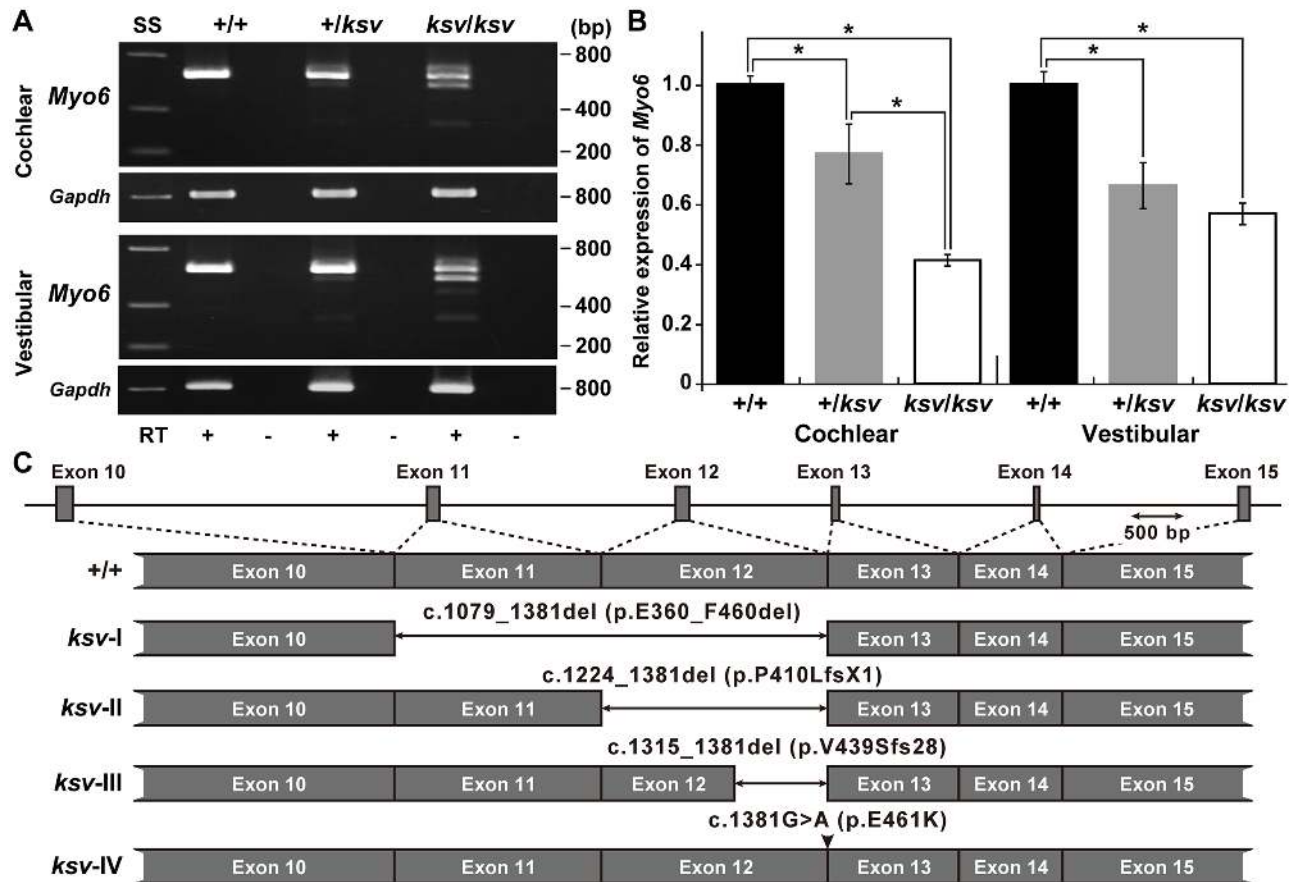 A
SS +/+ +/ksv ksv/ksv (bp)
Cochlear
Myo6
800
400
200
Gapdh
800
Vestibular
Myo6
800
400
200
Gapdh
800
RT + - + - + -
B
Relative expression of Myo6
1.0
0.8
0.6
0.4
0.2
0
* * * * *
+/+ +/ksv ksv/ksv +/+ +/ksv ksv/ksv
Cochlear Vestibular
C
Exon 10 Exon 11 Exon 12 Exon 13 Exon 14 Exon 15
500 bp
+/+ Exon 10 Exon 11 Exon 12 Exon 13 Exon 14 Exon 15
c.1079_1381del (p.E360_F460del)
ksv-I Exon 10 Exon 13 Exon 14 Exon 15
c.1224_1381del (p.P410LfsX1)
ksv-II Exon 10 Exon 11 Exon 13 Exon 14 Exon 15
c.1315_1381del (p.V439Sfs28)
ksv-III Exon 10 Exon 11 Exon 12 Exon 13 Exon 14 Exon 15
c.1381G>A (p.E461K)
ksv-IV Exon 10 Exon 11 Exon 12 Exon 13 Exon 14 Exon 15